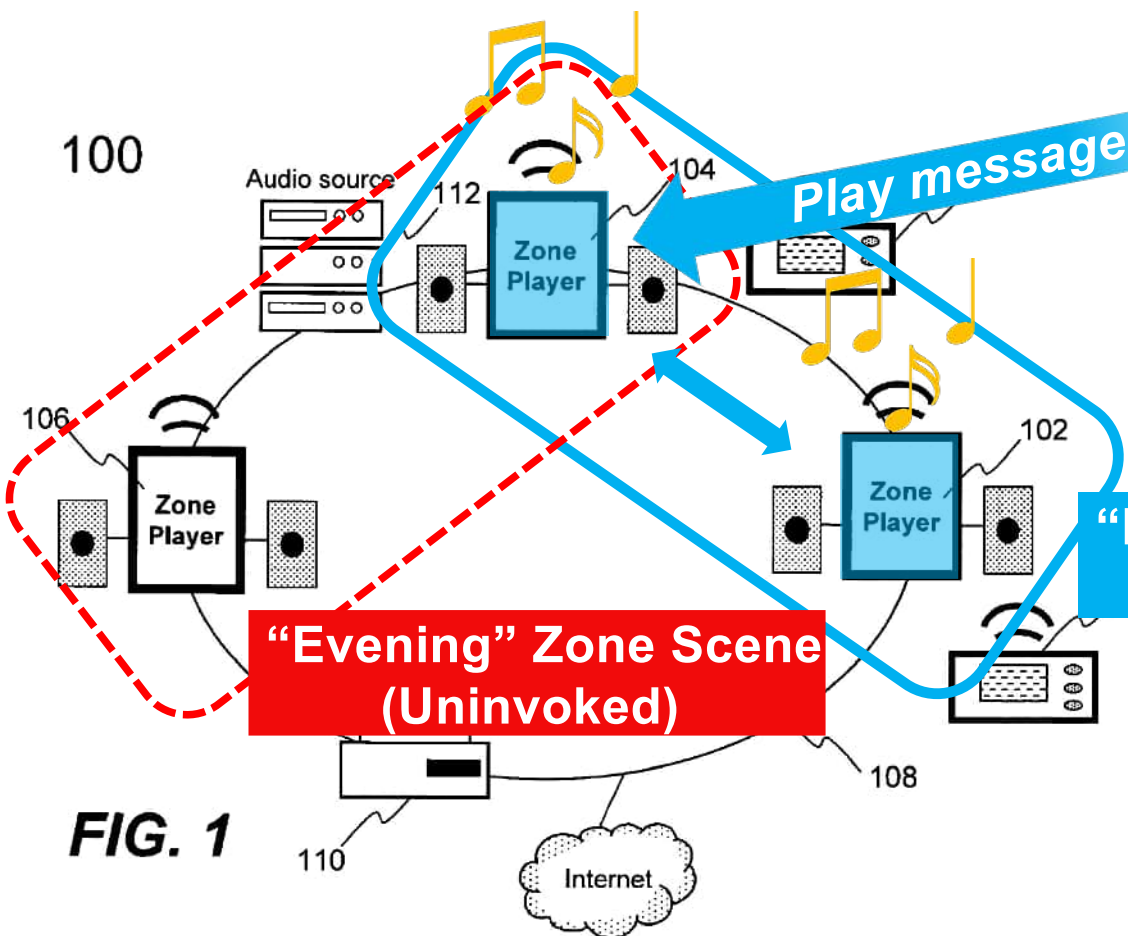 100
Audio source
112
104
Play message
Zone
Player
106
102
Zone
Player
Zone
Player
“Evening” Zone Scene
(Uninvoked)
108
110
FIG. 1
Internet